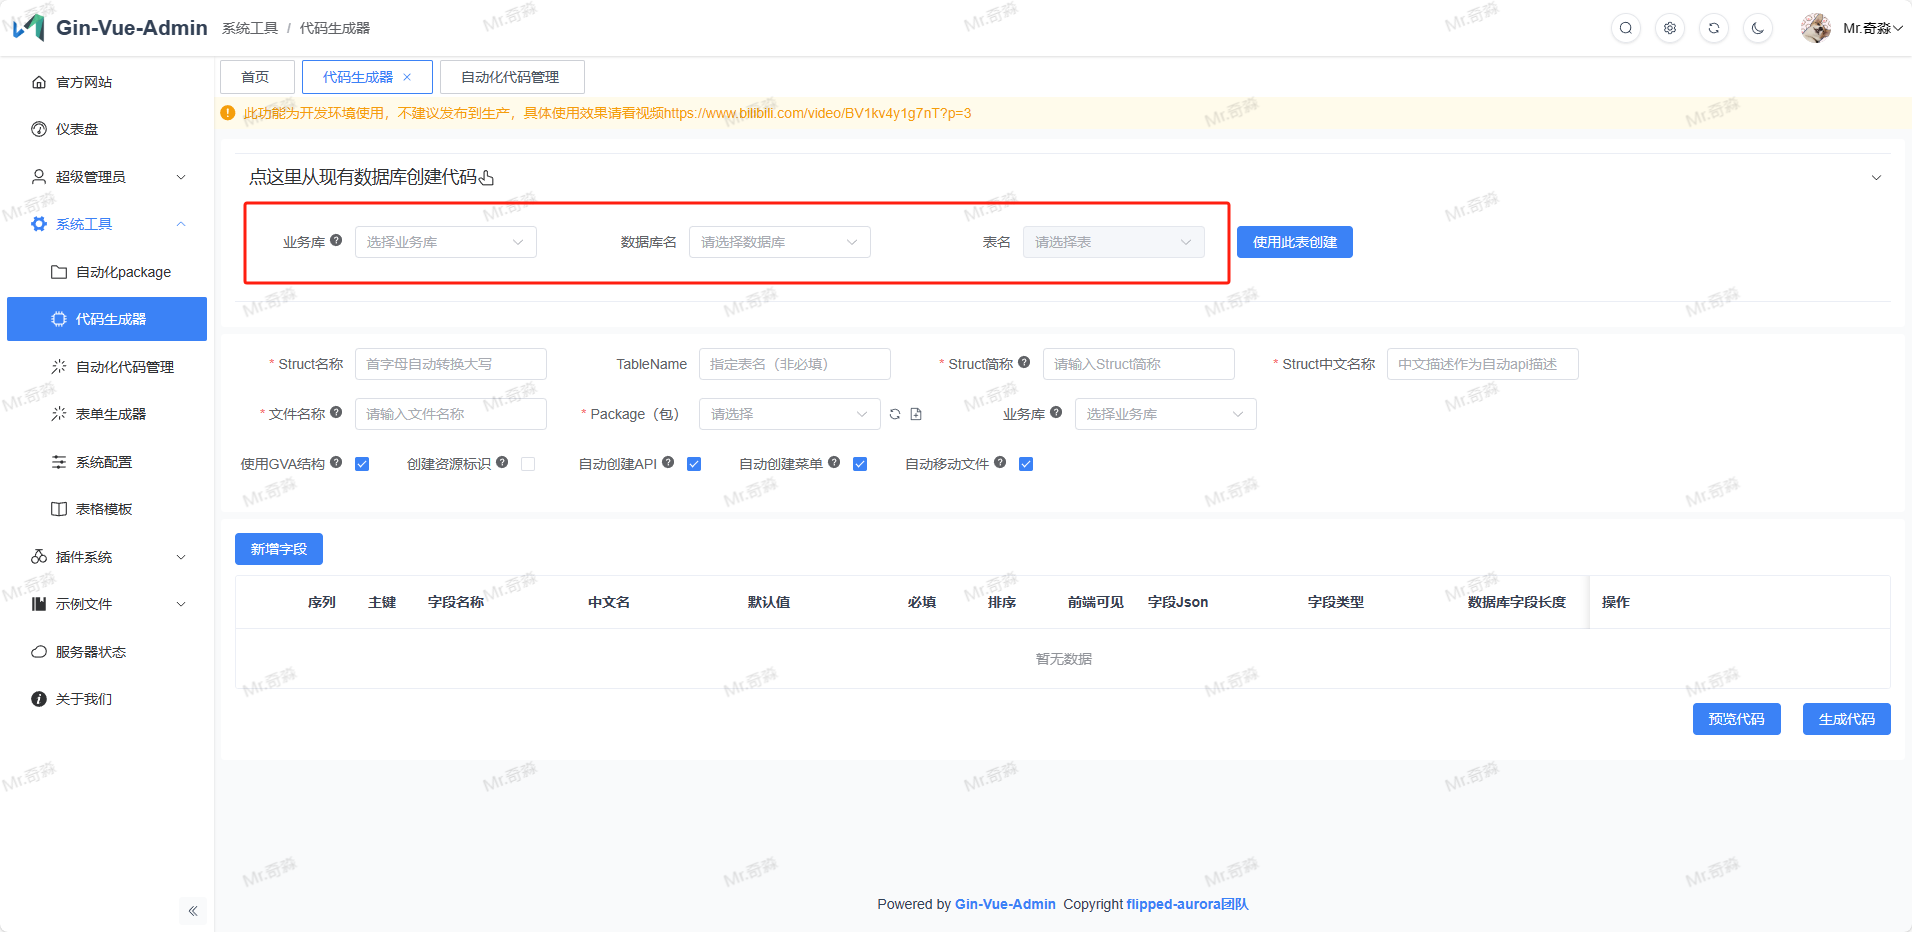 Gin-Vue-Admin
系统工具 / 代码生成器
Mr.奇淼
官方网站
仪表盘
超级管理员
系统工具
自动化package
代码生成器
自动化代码管理
表单生成器
系统配置
表格模板
插件系统
示例文件
服务器状态
关于我们
首页
代码生成器
自动化代码管理
此功能为开发环境使用，不建议发布到生产，具体使用效果请看视频https://www.bilibili.com/video/BV1kv4y1g7nT?p=3
点这里从现有数据库创建代码
业务库 选择业务库 数据库名 请选择数据库 表名 请选择表 使用此表创建
* Struct名称 首字母自动转换大写 TableName 指定表名（非必填） * Struct简称 请输入Struct简称 * Struct中文名称 中文描述作为自动api描述
* 文件名称 请输入文件名称 * Package（包） 请选择 业务库 选择业务库
使用GVA结构 创建资源标识 自动创建API 自动创建菜单 自动移动文件
新增字段
序列 主键 字段名称 中文名 默认值 必填 排序 前端可见 字段Json 字段类型 数据库字段长度 操作
暂无数据
预览代码 生成代码
Powered by Gin-Vue-Admin Copyright flipped-aurora团队